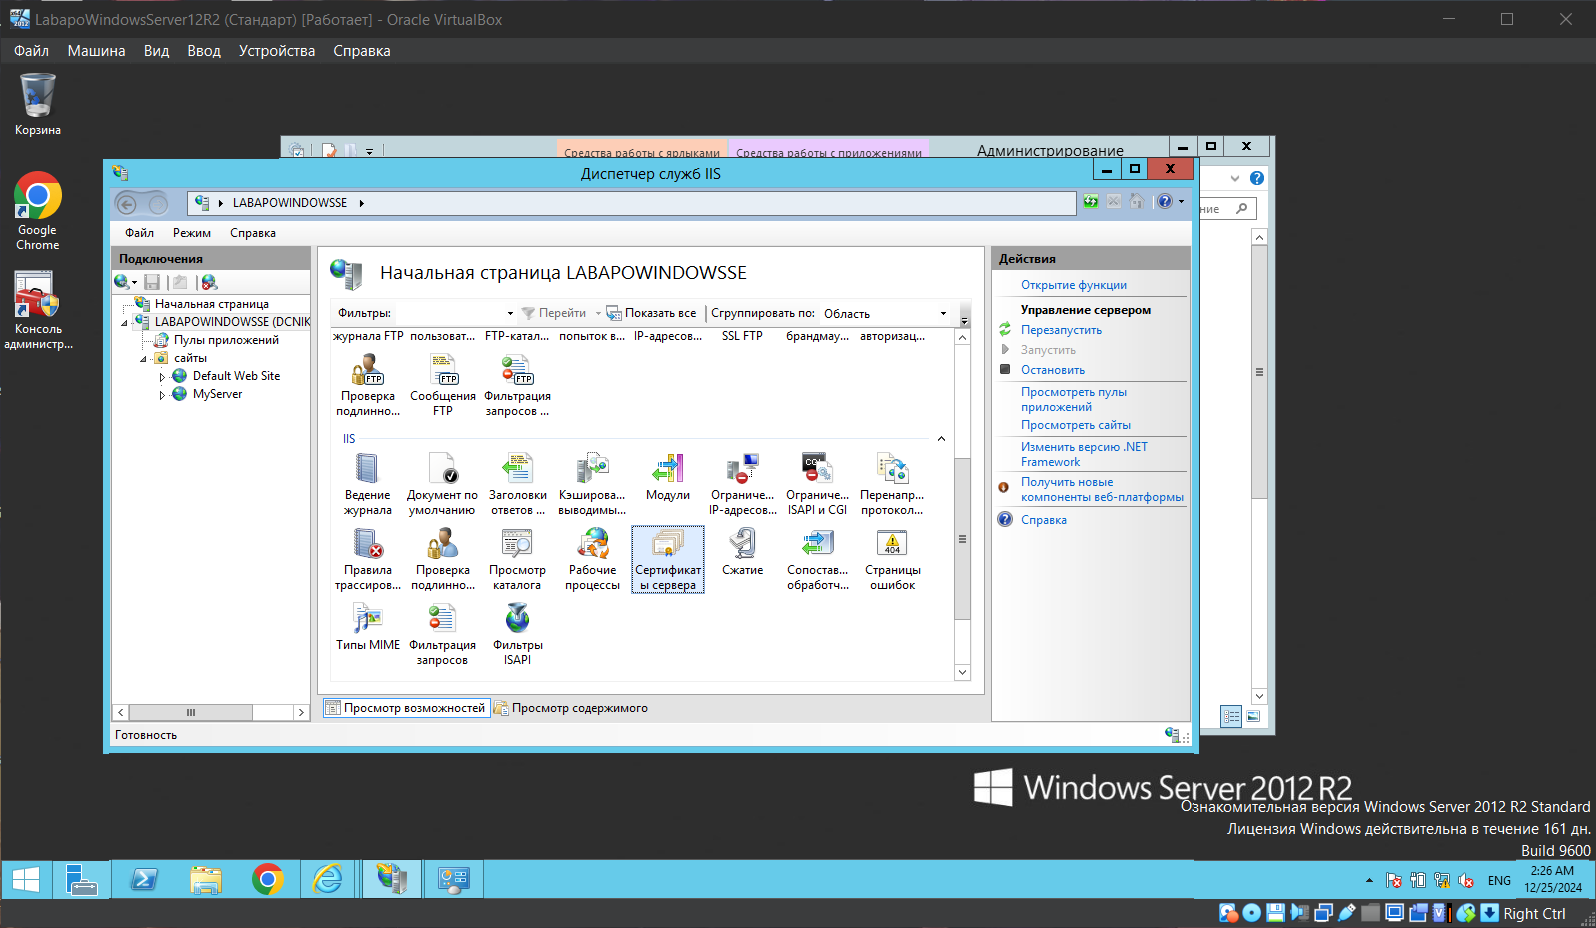 LabapoWindowsServer12R2 (Стандарт) [Работает] - Oracle VirtualBox
Файл Машина Вид Ввод Устройства Справка
Корзина
Google
Chrome
Консоль
администр...
Средства работы с ярлыками Средства работы с приложениями Администрирование
ние
Диспетчер служб IIS
LABAPOWINDOWSSE
Файл Режим Справка
Подключения
Начальная страница
LABAPOWINDOWSSE (DCNIK
Пулы приложений
сайты
Default Web Site
MyServer
Начальная страница LABAPOWINDOWSSE
Фильтры: Перейти Показать все Сгруппировать по: Область
журнала FTP пользоват... FTP-катал... попыток в... IP-адресов... SSL FTP брандмау... авторизац...
FTP FTP FTP
Проверка Сообщения Фильтрация
подлинно... FTP запросов ...
IIS
CGI
Ведение Документ по Заголовки Кэширова... Модули Ограниче... Ограниче... Перенапр...
журнала умолчанию ответов ... выводимы... IP-адресов... ISAPI и CGI протокол...
404
Правила Проверка Просмотр Рабочие Сертификат Сжатие Сопостав... Страницы
трассиров... подлинно... каталога процессы ы сервера обработч... ошибок
Типы MIME Фильтрация Фильтры
запросов ISAPI
Просмотр возможностей Просмотр содержимого
Готовность
Действия
Открытие функции
Управление сервером
Перезапустить
Запустить
Остановить
Просмотреть пулы
приложений
Просмотреть сайты
Изменить версию .NET
Framework
Получить новые
компоненты веб-платформы
Справка
Windows Server 2012 R2
Ознакомительная версия Windows Server 2012 R2 Standard
Лицензия Windows действительна в течение 161 дн.
Build 9600
ENG 2:26 AM
12/25/2024
Right Ctrl